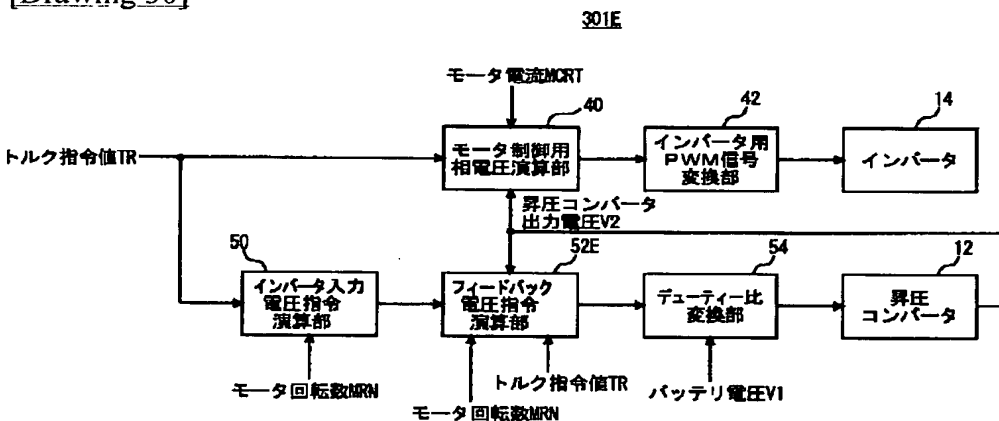 [Drawing 30]
301E
モータ電流MCRT
40
42
14
トルク指令値TR
モータ制御用
相電圧演算部
インバータ用
PWM信号
変換部
インバータ
昇圧コンバータ
出力電圧V2
50
52E
54
12
インバータ入力
電圧指令
演算部
フィードバック
電圧指令
演算部
デューティー比
変換部
昇圧
コンバータ
モータ回転数MRN
トルク指令値TR
モータ回転数MRN
バッテリ電圧V1